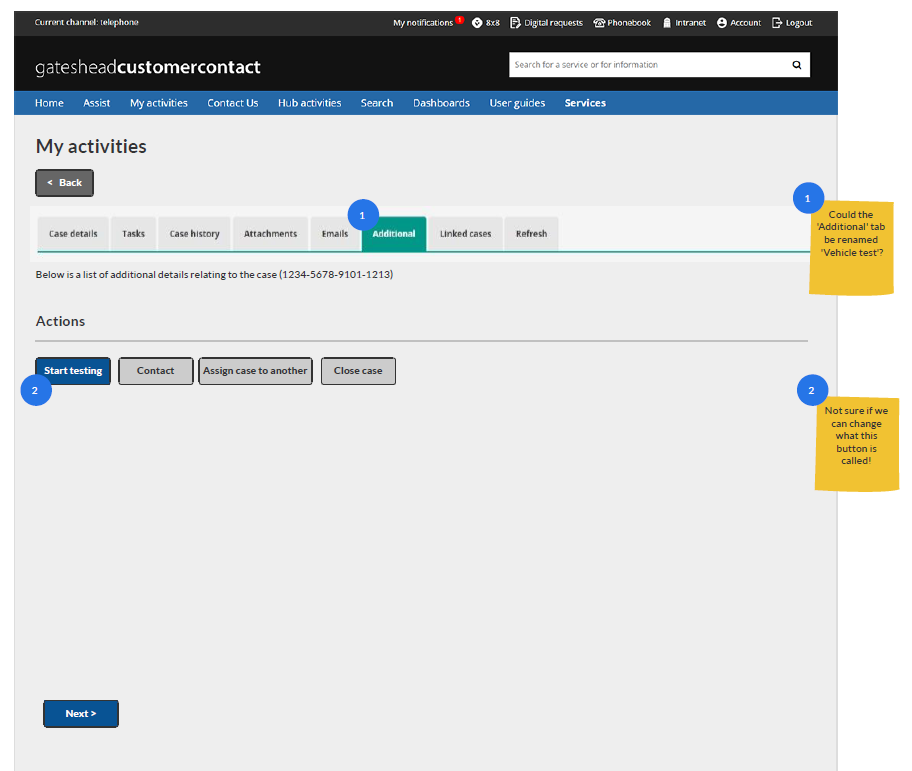 Current channel: telephone
My notifications 1 8x8 Digital requests Phonebook Intranet Account Logout
gatesheadcustomercontact
Search for a service or for information
Home Assist My activities Contact Us Hub activities Search Dashboards User guides Services
My activities
< Back
1
Case details Tasks Case history Attachments Emails Additional Linked cases Refresh
Below is a list of additional details relating to the case (1234-5678-9101-1213)
Actions
Start testing Contact Assign case to another Close case
2
Next >
1
Could the
'Additional' tab
be renamed
'Vehicle test'?
2
Not sure if we
can change
what this
button is
called!